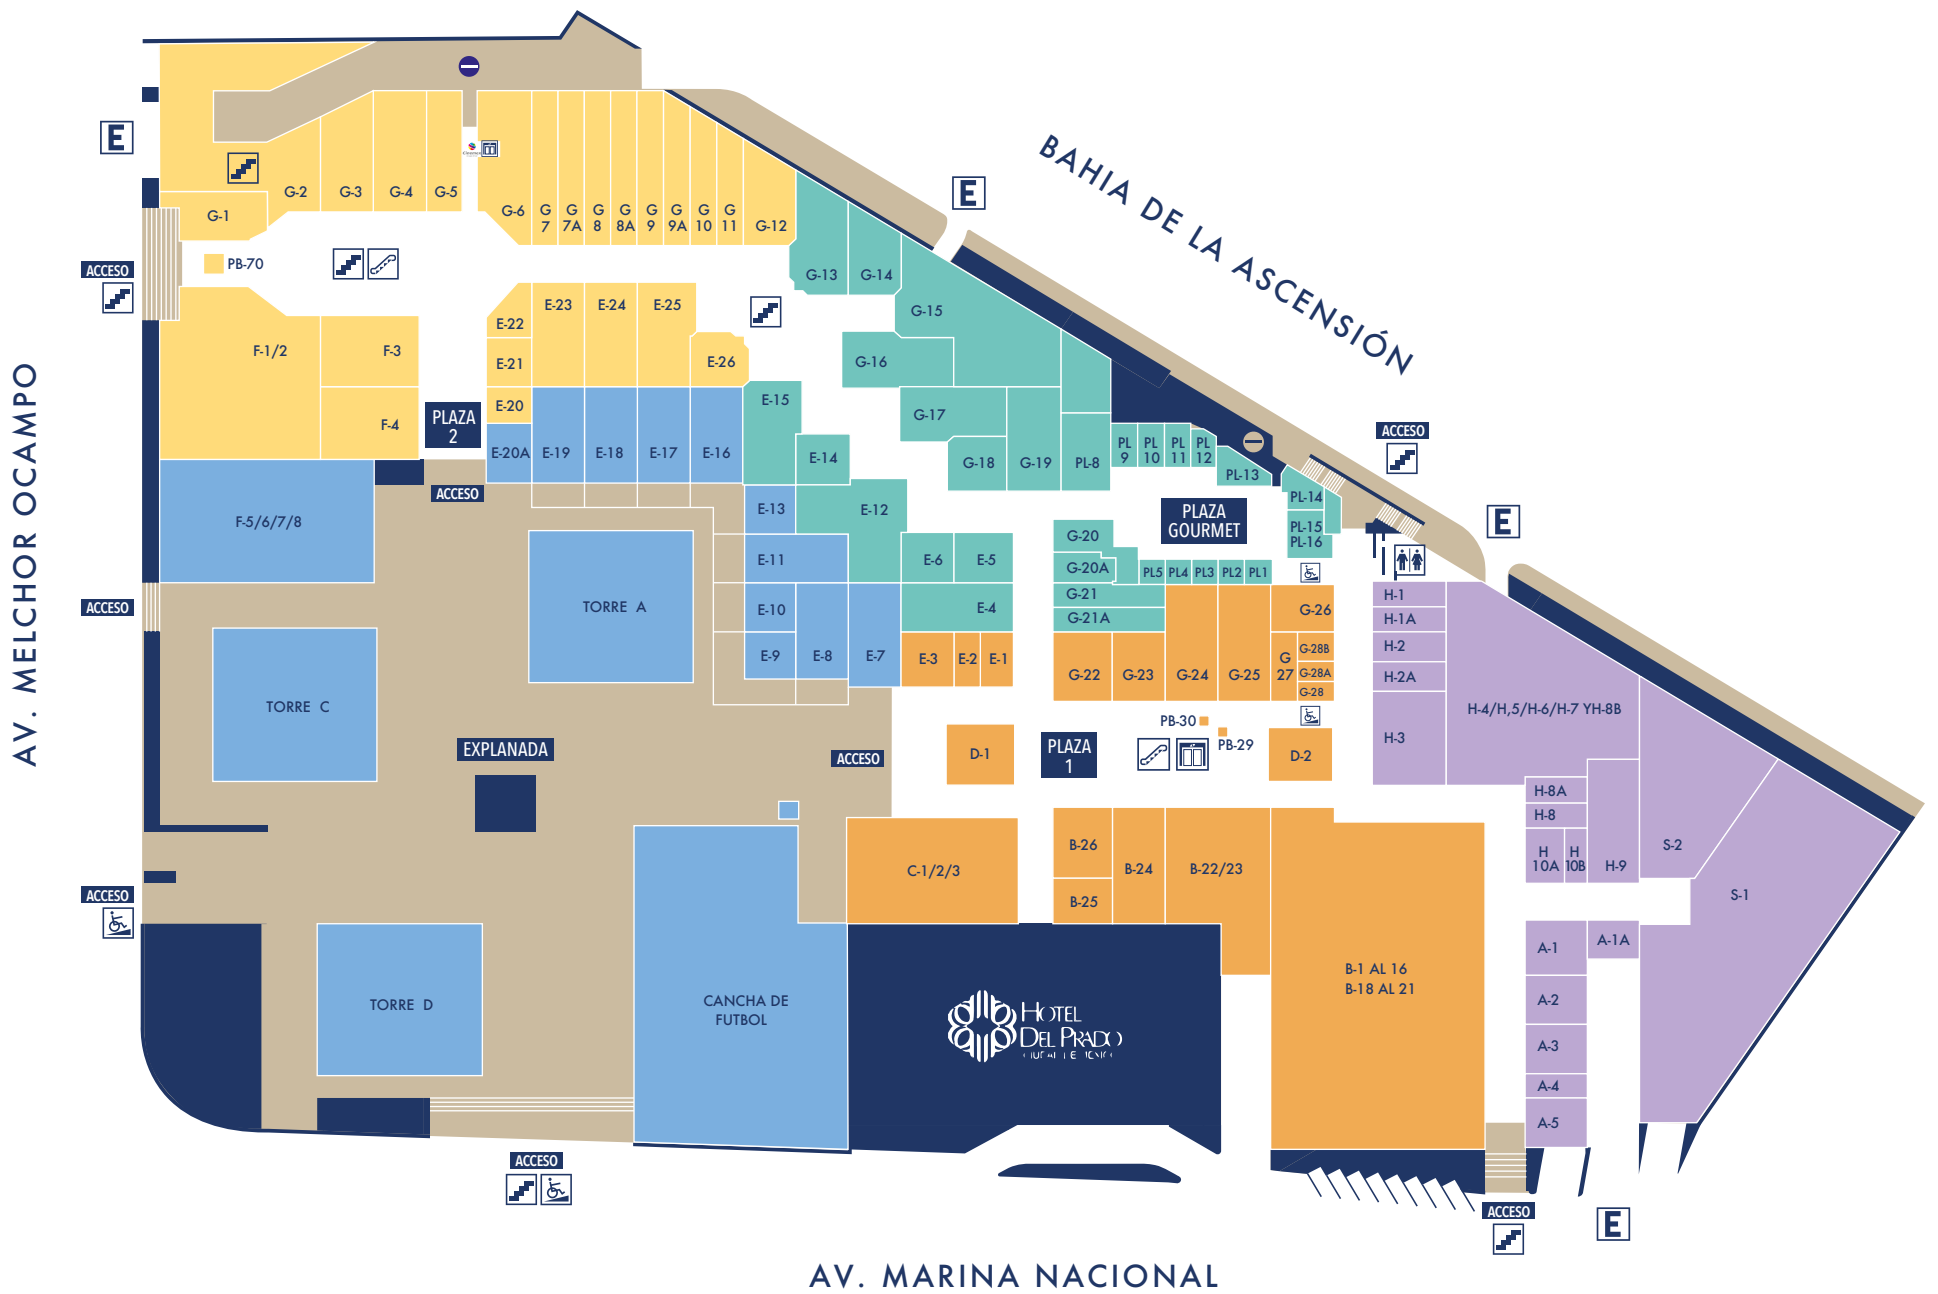 BAHIA DE LA ASCENSIÓN
AV. MELCHOR OCAMPO
AV. MARINA NACIONAL
E
G-1
G-2
G-3
G-4
G-5
G-6
G
7
G
7A
G
8
G
8A
G
9
G
9A
G
10
G
11
G-12
G-13
G-14
G-15
G-16
G-17
G-18
G-19
E
ACCESO
PB-70
F-1/2
F-3
F-4
F-5/6/7/8
PLAZA
2
ACCESO
E-22
E-21
E-20
E-20A
E-23
E-24
E-25
E-26
E-19
E-18
E-17
E-16
E-15
E-14
E-13
E-12
E-11
E-10
E-9
E-8
E-7
E-6
E-5
E-4
E-3
E-2
E-1
PL-8
PL
9
PL
10
PL
11
PL
12
PL-13
PL-14
PL-15
PL-16
ACCESO
E
PLAZA
GOURMET
G-20
G-20A
G-21
G-21A
PL5
PL4
PL3
PL2
PL1
G-22
G-23
G-24
G-25
G-26
G
27
G-28B
G-28A
G-28
ACCESO
TORRE A
TORRE C
EXPLANADA
ACCESO
D-1
PLAZA
1
PB-30
PB-29
D-2
H-1
H-1A
H-2
H-2A
H-3
H-4/H,5/H-6/H-7 YH-8B
H-8A
H-8
H
10A
H
10B
H-9
S-2
S-1
ACCESO
C-1/2/3
B-26
B-25
B-24
B-22/23
B-1 AL 16
B-18 AL 21
A-1
A-1A
A-2
A-3
A-4
A-5
TORRE D
CANCHA DE
FUTBOL
HOTEL
DEL PRADO
ACCESO
ACCESO
E